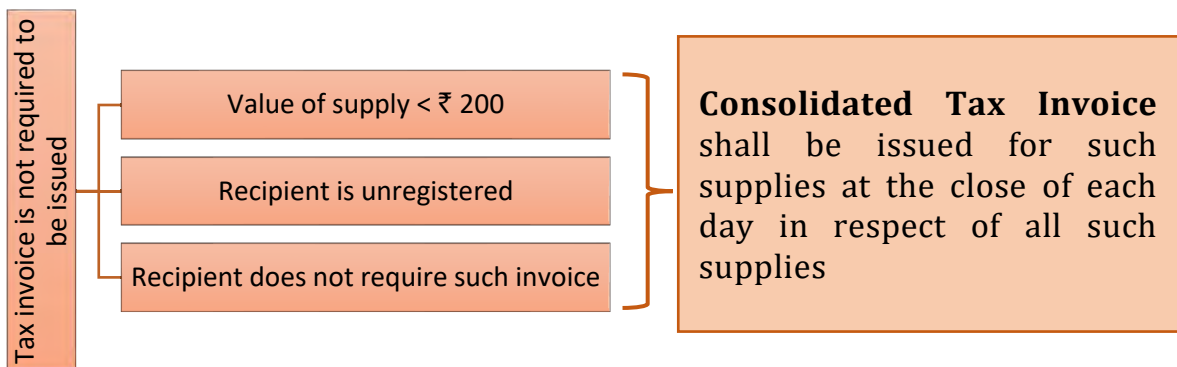 Tax invoice is not required to
be issued
Value of supply < ₹ 200
Recipient is unregistered
Recipient does not require such invoice
Consolidated Tax Invoice
shall be issued for such
supplies at the close of each
day in respect of all such
supplies